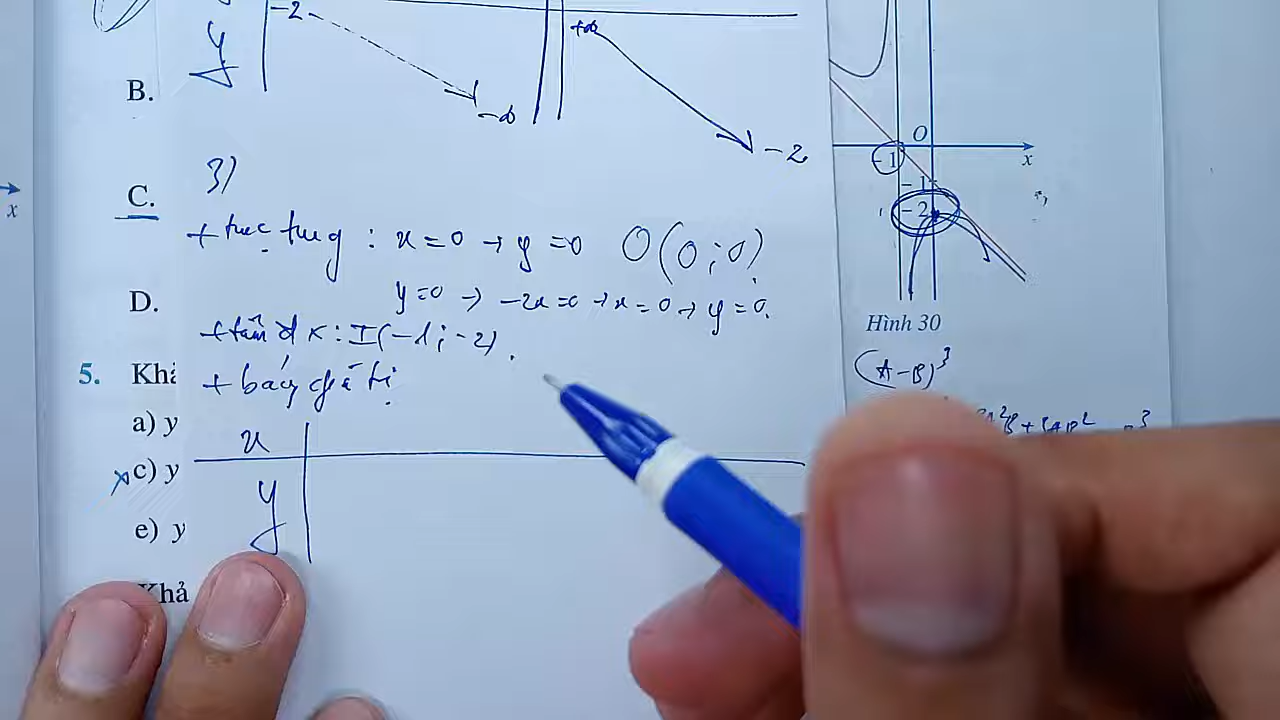 -2
y
+∞
-∞
-2
B.
3)
C.
+ trục tung : x = 0 → y = 0 O(0;0)
y = 0 → -2x = 0 → x = 0 → y = 0.
D.
+ tâm đx : I(-1;-2).
5. Khả
+ bảng giá trị
a) y
x
c) y
y
e) y
Khả
x
O
x
-1
-1
-2
Hình 30
(A-B)³